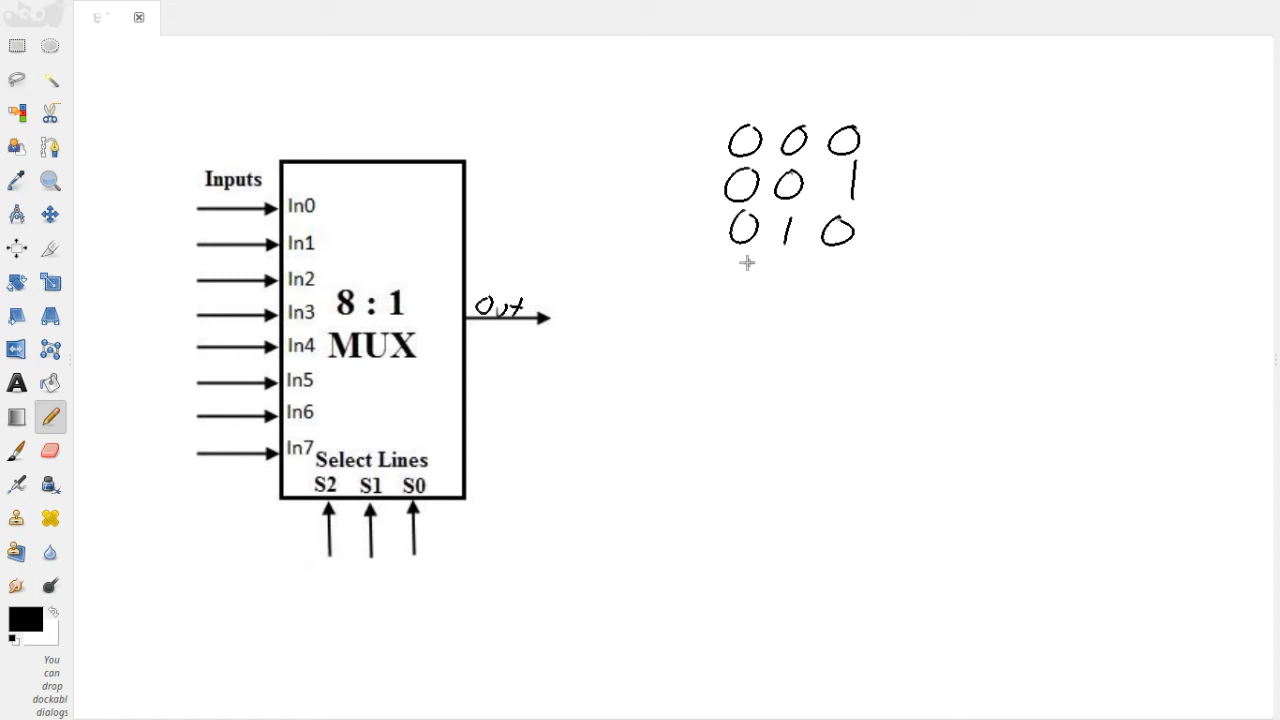 Inputs
In0
In1
In2
In3
In4
In5
In6
In7
8 : 1
MUX
Select Lines
S2 S1 S0
Out
0 0 0
0 0 1
0 1 0
You
can
drop
dockabl
dialogs